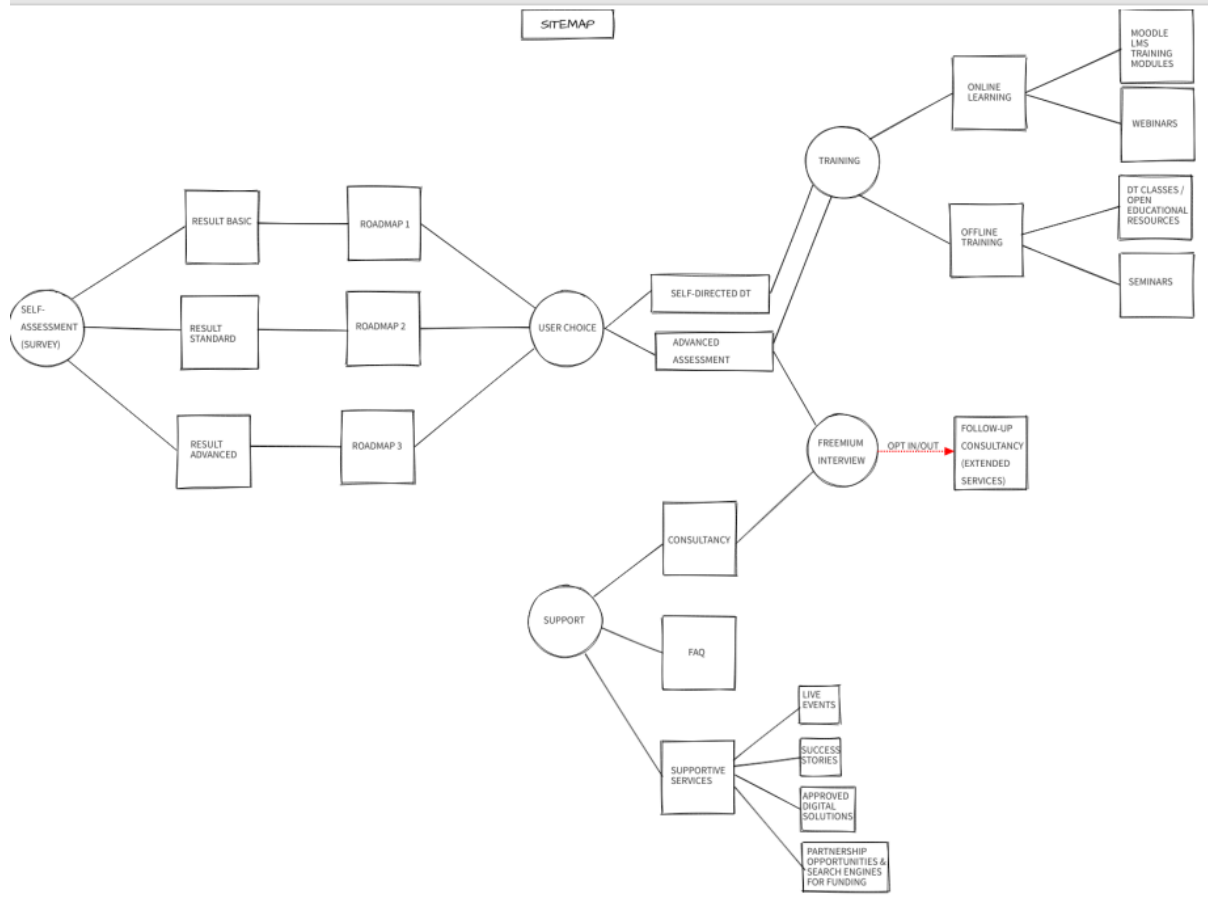 SITEMAP
SELF-
ASSESSMENT
(SURVEY)
RESULT BASIC
ROADMAP 1
RESULT
STANDARD
ROADMAP 2
RESULT
ADVANCED
ROADMAP 3
USER CHOICE
SELF-DIRECTED DT
ADVANCED
ASSESSMENT
TRAINING
ONLINE
LEARNING
MOODLE
LMS
TRAINING
MODULES
WEBINARS
OFFLINE
TRAINING
DT CLASSES /
OPEN
EDUCATIONAL
RESOURCES
SEMINARS
FREEMIUM
INTERVIEW
OPT IN/OUT
FOLLOW-UP
CONSULTANCY
(EXTENDED
SERVICES)
CONSULTANCY
SUPPORT
FAQ
SUPPORTIVE
SERVICES
LIVE
EVENTS
SUCCESS
STORIES
APPROVED
DIGITAL
SOLUTIONS
PARTNERSHIP
OPPORTUNITIES &
SEARCH ENGINES
FOR FUNDING